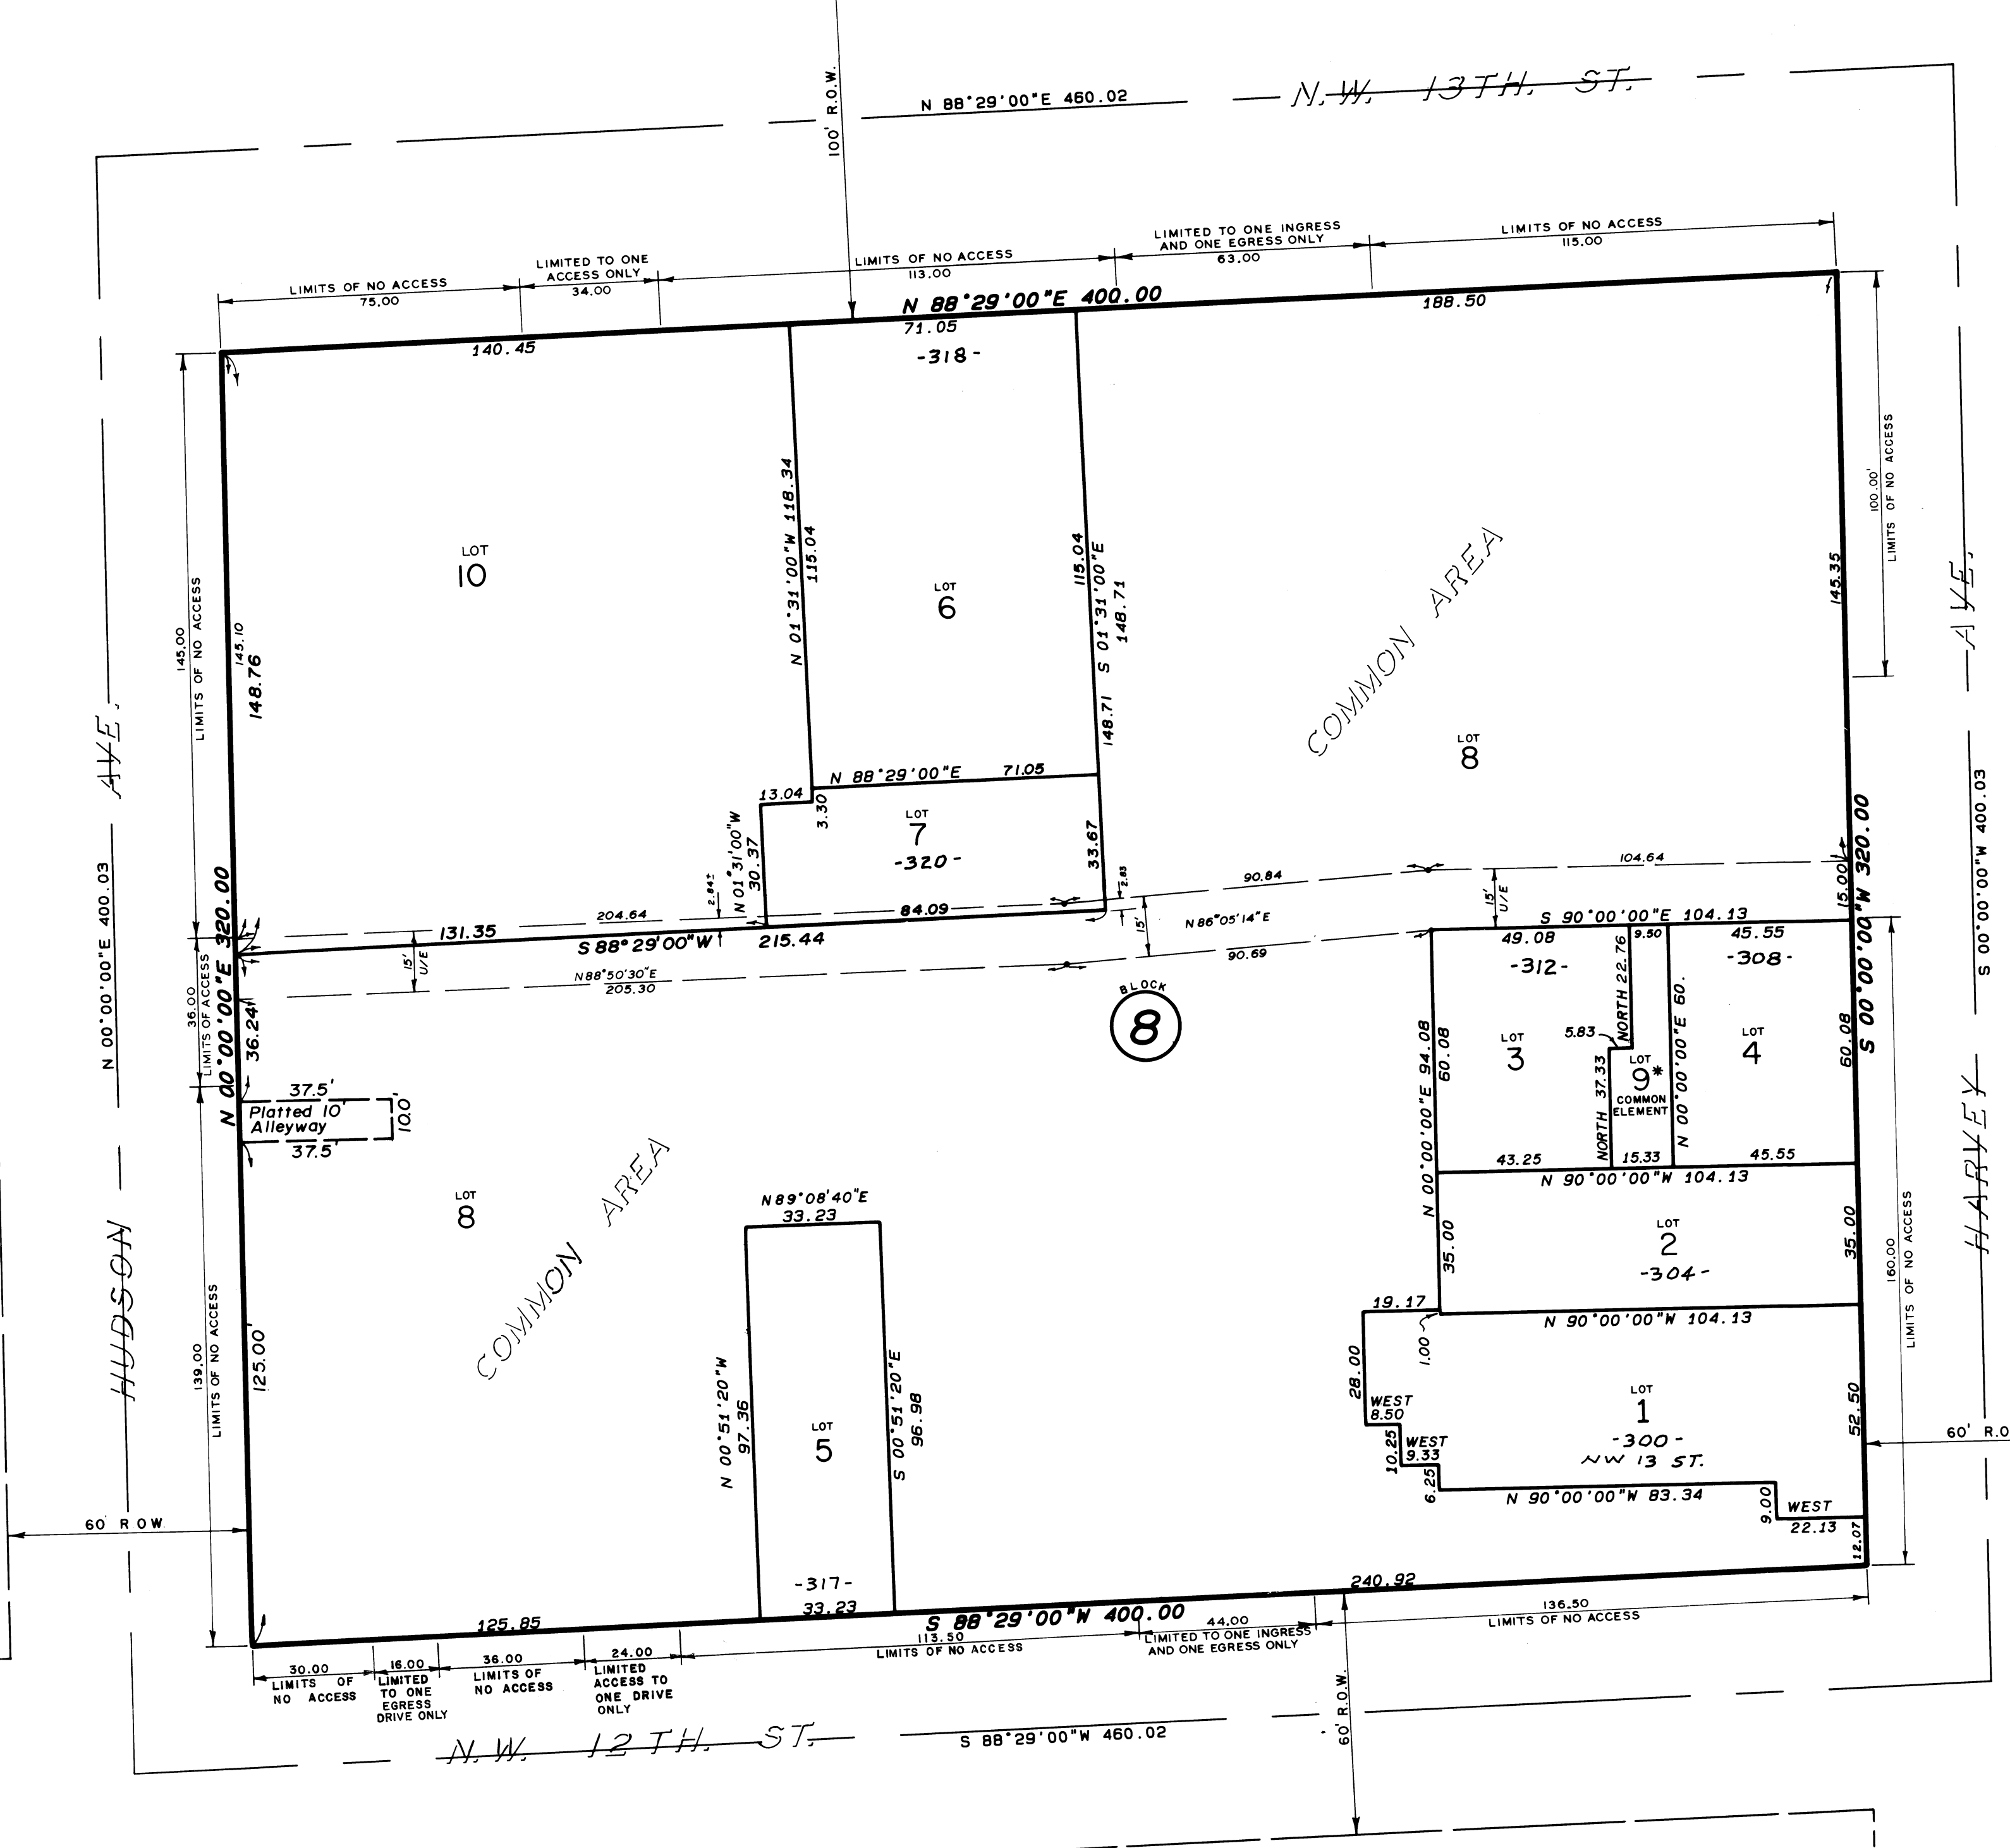 N 88°29'00"E 460.02
N.W. 13TH. ST.
100' R.O.W.
LIMITS OF NO ACCESS
75.00
LIMITED TO ONE
ACCESS ONLY
34.00
LIMITS OF NO ACCESS
113.00
LIMITED TO ONE INGRESS
AND ONE EGRESS ONLY
63.00
LIMITS OF NO ACCESS
115.00
N 88°29'00"E 400.00
140.45
71.05
188.50
-318-
100.00'
LIMITS OF NO ACCESS
145.00
LIMITS OF NO ACCESS
145.10
148.76
LOT
10
N 01°31'00"W 118.34
115.04
LOT
6
115.04
S 01°31'00"E
148.71
148.71
COMMON AREA
LOT
8
145.35
HUDSON AVE.
N 00°00'00"E 400.03
HARVEY AVE.
S 00°00'00"W 400.03
N 88°29'00"E 71.05
13.04
3.30
LOT
7
-320-
33.67
N 01°31'00"W
30.37
2.84±
2.83
84.09
204.64
131.35
S 88°29'00"W
215.44
15'
U/E
N88°50'30"E
205.30
90.84
15'
N 86°05'14"E
90.69
104.64
15'
U/E
15.00
S 00°00'00"W 320.00
N 00°00'00"E 320.00
36.00
LIMITS OF ACCESS
36.24'
BLOCK
8
S 90°00'00"E 104.13
49.08
9.50
45.55
-312-
NORTH 22.76
-308-
N 00°00'00"E 94.08
60.08
LOT
3
5.83
NORTH 37.33
LOT
9*
COMMON
ELEMENT
N 00°00'00"E 60.
LOT
4
60.08
43.25
15.33
45.55
N 90°00'00"W 104.13
37.5'
Platted 10'
Alleyway
10.0'
37.5'
LOT
8
COMMON AREA
139.00
LIMITS OF NO ACCESS
125.00'
N89°08'40"E
33.23
N 00°51'20"W
97.36
LOT
5
S 00°51'20"E
96.98
-317-
33.23
35.00
LOT
2
-304-
35.00
160.00
LIMITS OF NO ACCESS
19.17
1.00
N 90°00'00"W 104.13
28.00
WEST
8.50
10.25
WEST
9.33
6.25
LOT
1
-300-
NW 13 ST.
52.50
N 90°00'00"W 83.34
9.00
WEST
22.13
12.07
60' R.O
60' R O W
240.92
125.85
S 88°29'00"W 400.00
30.00
LIMITS OF
NO ACCESS
16.00
LIMITED
TO ONE
EGRESS
DRIVE ONLY
36.00
LIMITS OF
NO ACCESS
24.00
LIMITED
ACCESS TO
ONE DRIVE
ONLY
113.50
LIMITS OF NO ACCESS
44.00
LIMITED TO ONE INGRESS
AND ONE EGRESS ONLY
136.50
LIMITS OF NO ACCESS
60' R.O.W.
N.W. 12TH. ST.
S 88°29'00"W 460.02